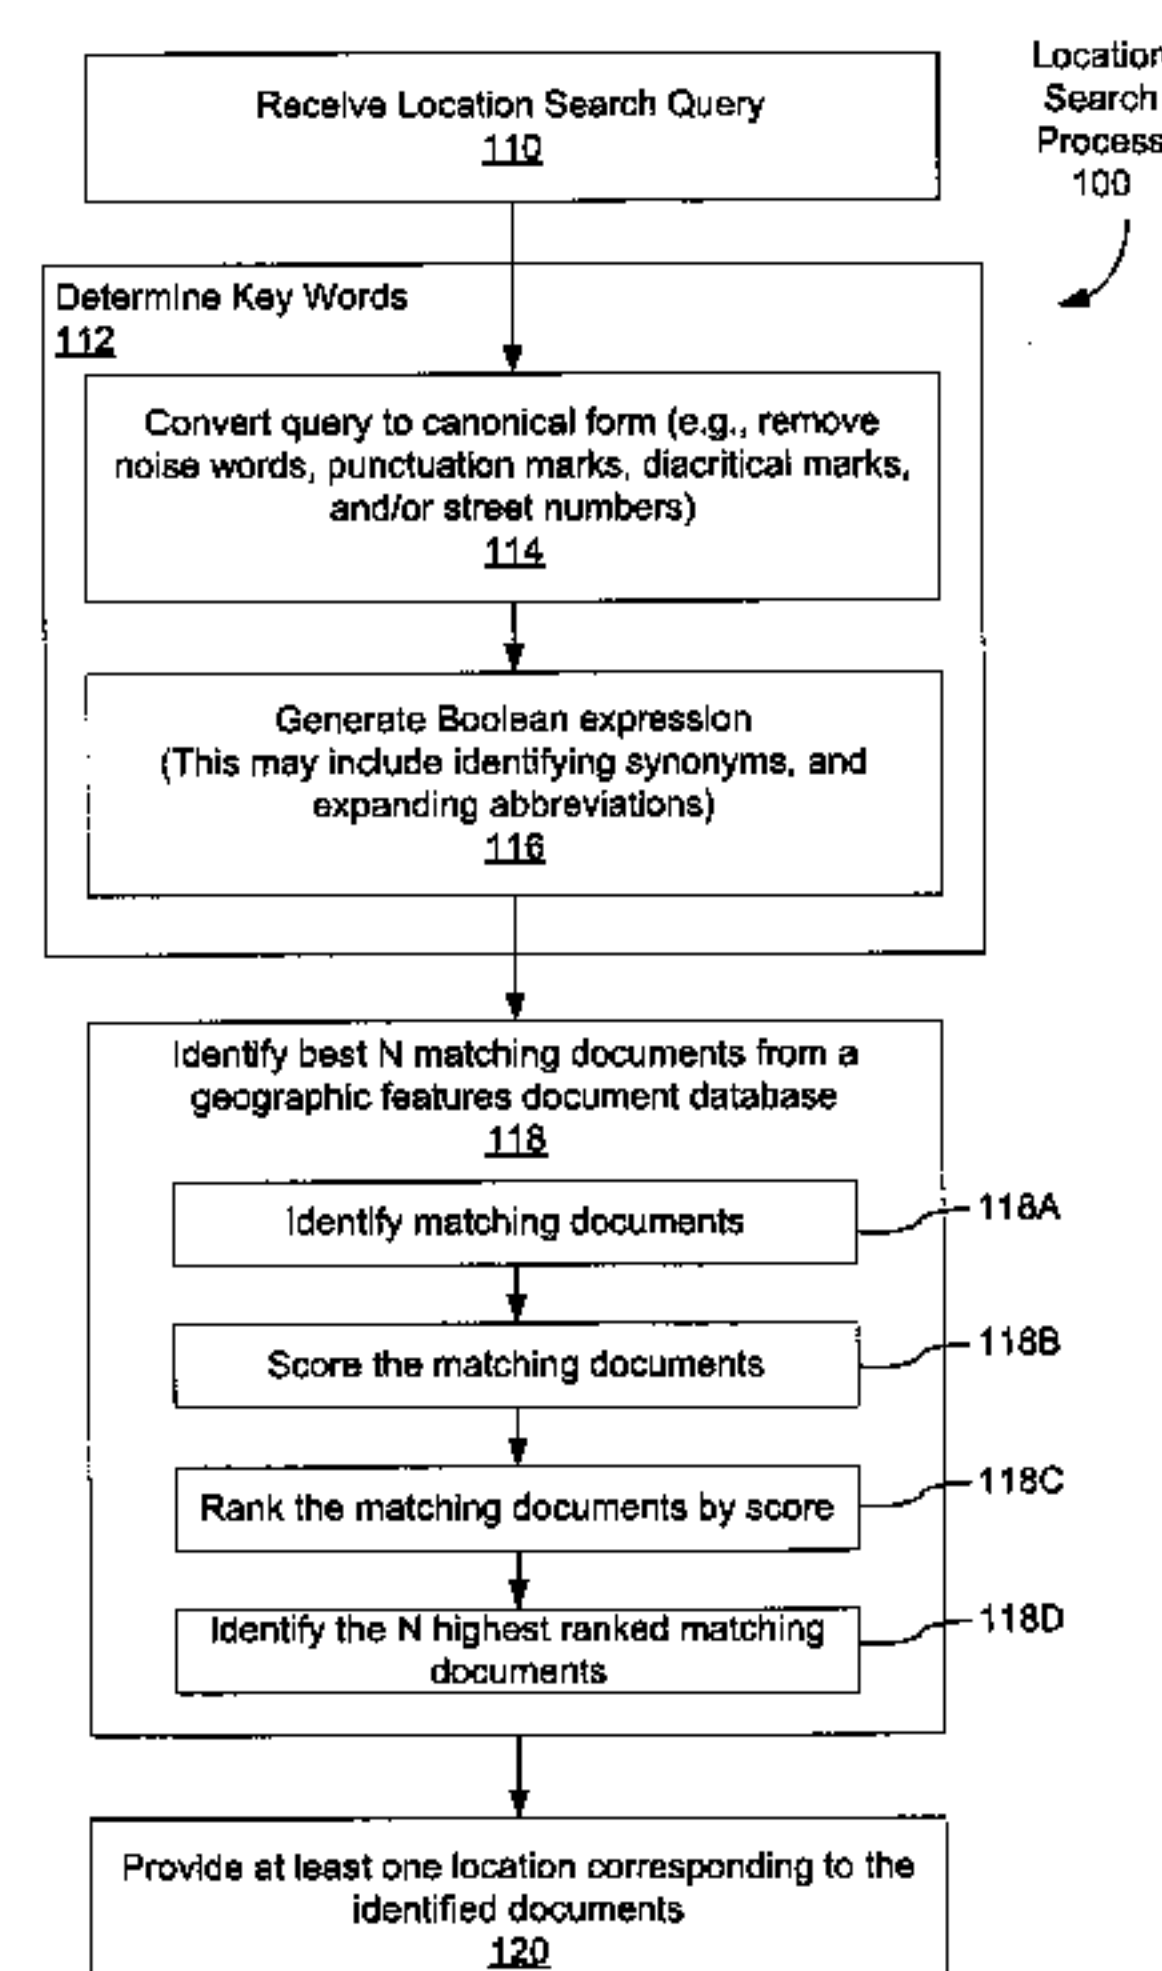 Receive Location Search Query
110
Location
Search
Process
100
Determine Key Words
112
Convert query to canonical form (e.g., remove
noise words, punctuation marks, diacritical marks,
and/or street numbers)
114
Generate Boolean expression
(This may include identifying synonyms, and
expanding abbreviations)
116
Identify best N matching documents from a
geographic features document database
118
Identify matching documents
118A
Score the matching documents
118B
Rank the matching documents by score
118C
Identify the N highest ranked matching
documents
118D
Provide at least one location corresponding to the
identified documents
120